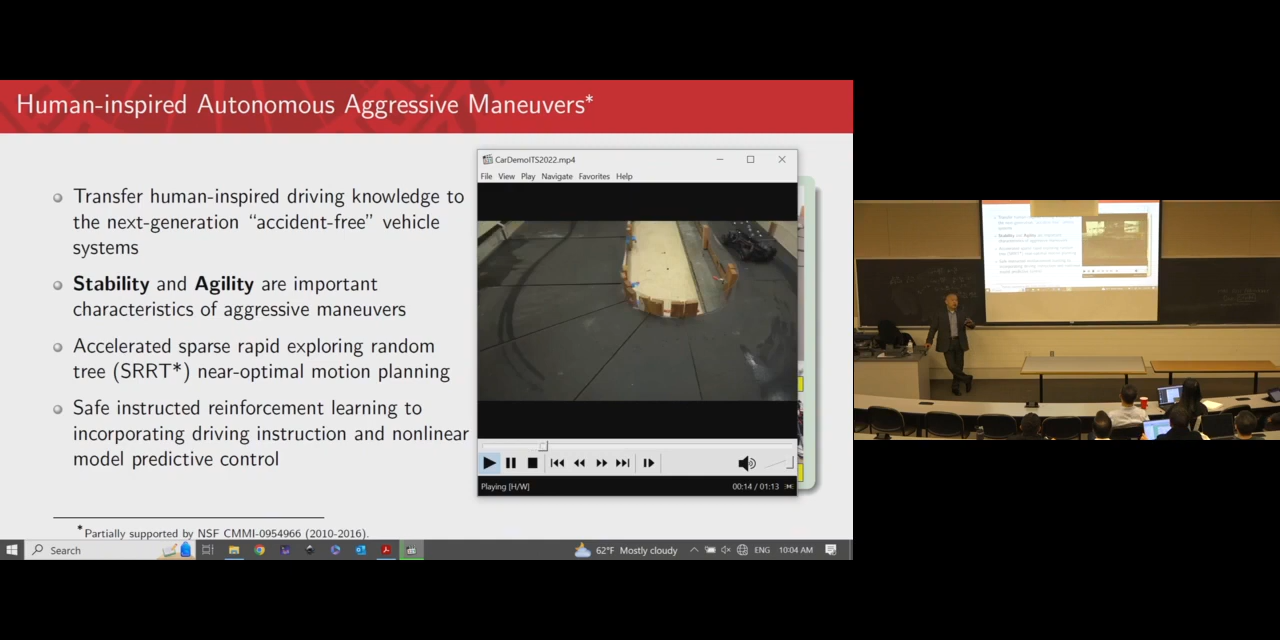 Human-inspired Autonomous Aggressive Maneuvers*
Transfer human-inspired driving knowledge to
the next-generation “accident-free” vehicle
systems
Stability and Agility are important
characteristics of aggressive maneuvers
Accelerated sparse rapid exploring random
tree (SRRT*) near-optimal motion planning
Safe instructed reinforcement learning to
incorporating driving instruction and nonlinear
model predictive control
*Partially supported by NSF CMMI-0954966 (2010-2016).
CarDemoITS2022.mp4
File View Play Navigate Favorites Help
Playing [H/W]
00:14 / 01:13
Search
62°F Mostly cloudy
ENG
10:04 AM